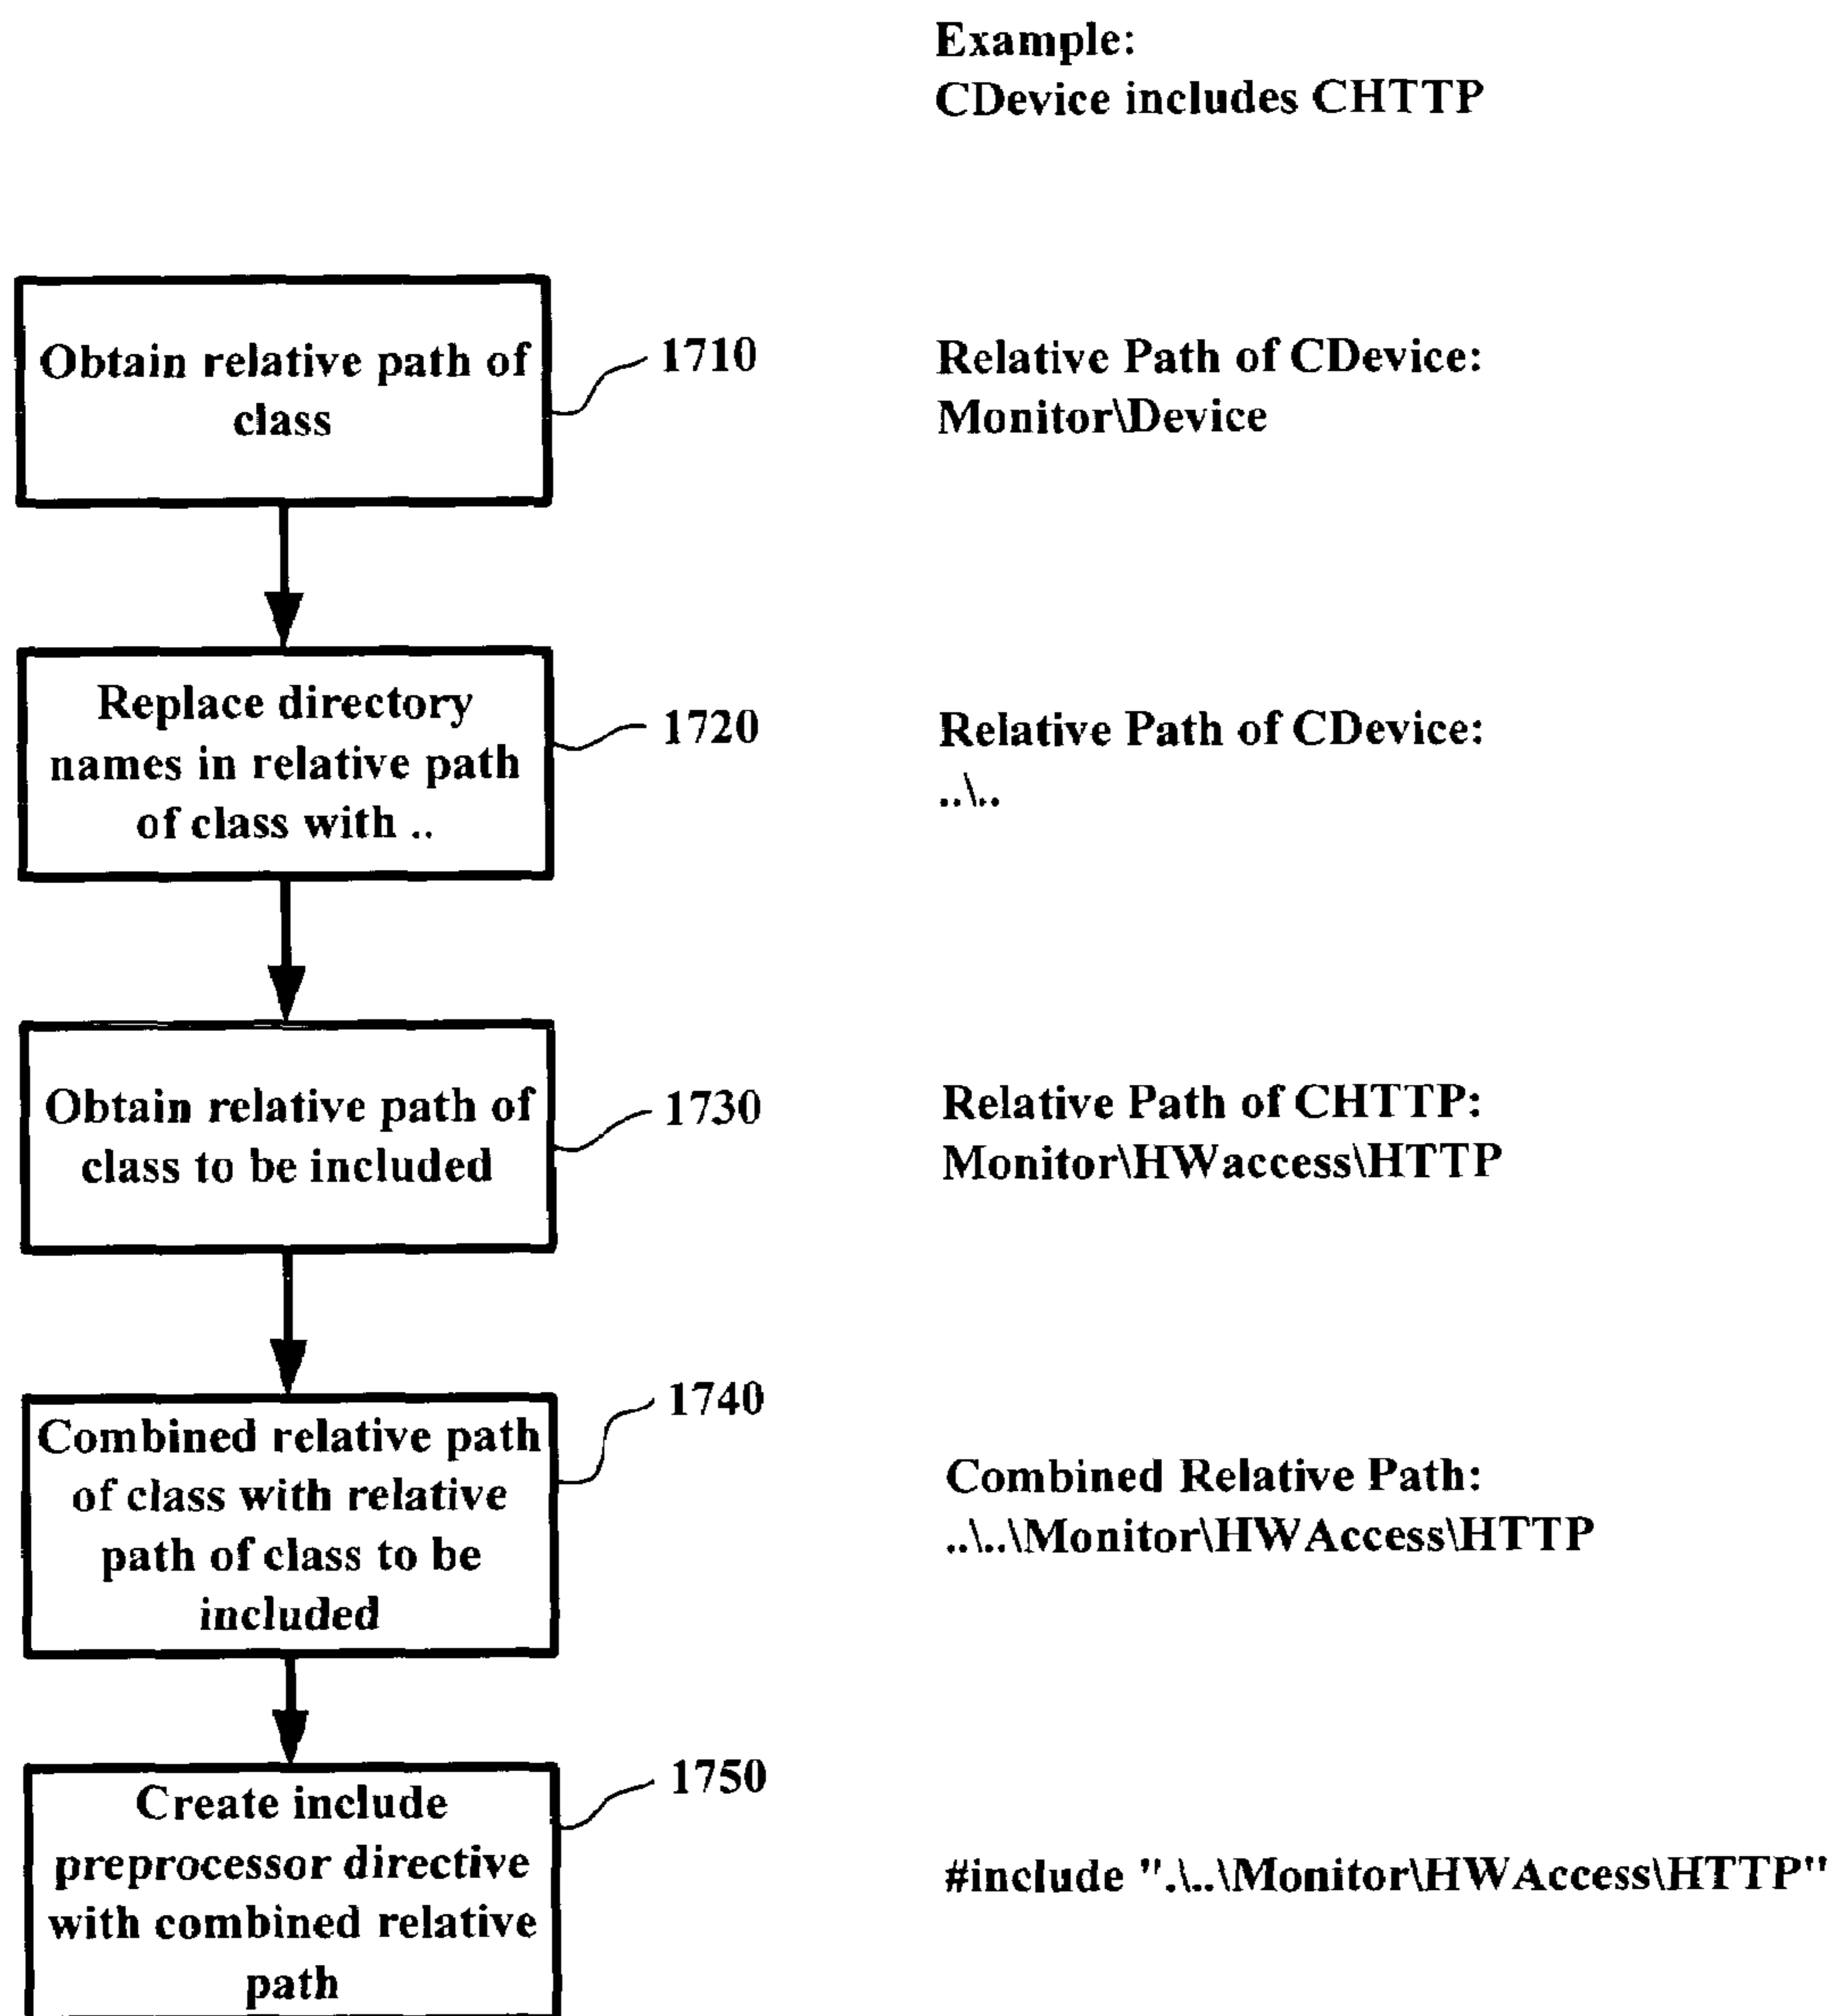 Example:
CDevice includes CHTTP
Obtain relative path of
class
1710
Relative Path of CDevice:
Monitor\Device
Replace directory
names in relative path
of class with ..
1720
Relative Path of CDevice:
..\..
Obtain relative path of
class to be included
1730
Relative Path of CHTTP:
Monitor\HWaccess\HTTP
Combined relative path
of class with relative
path of class to be
included
1740
Combined Relative Path:
..\..\Monitor\HWAccess\HTTP
Create include
preprocessor directive
with combined relative
path
1750
#include ".\..\Monitor\HWAccess\HTTP"